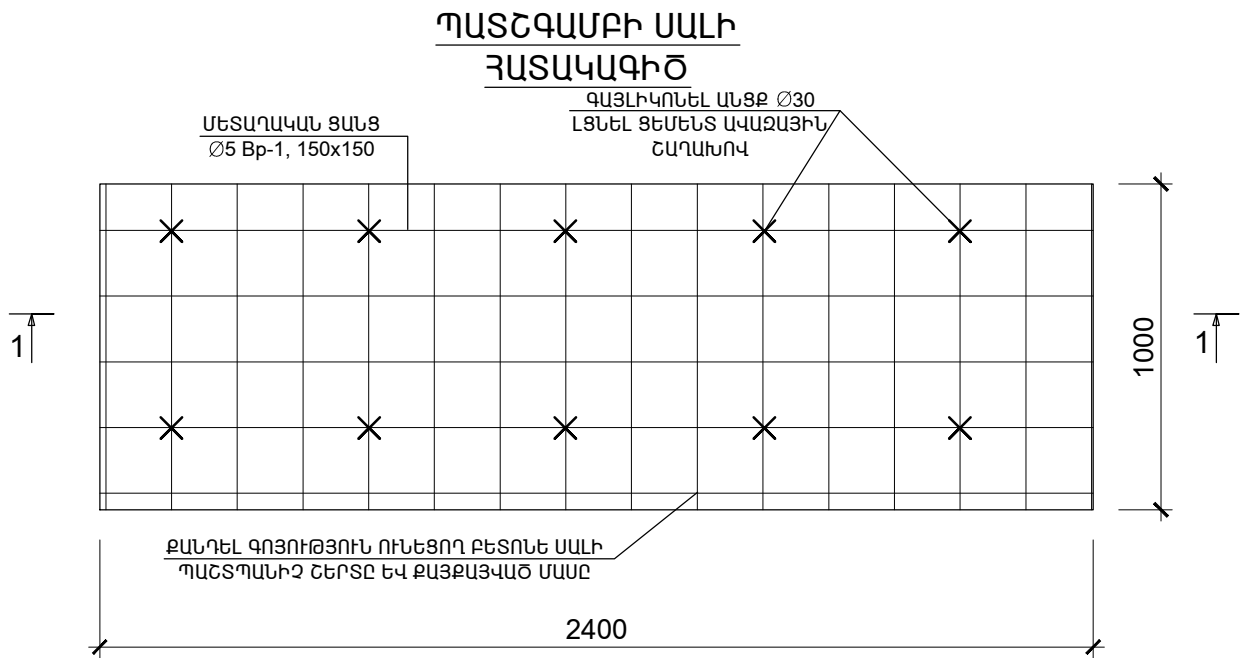 ՊԱՏՇԳԱՄԲԻ ՍԱԼԻ
ՀԱՏԱԿԱԳԻԾ
ԳԱՅԼԻԿՈՆԵԼ ԱՆՑՔ ∅30
ԼՑՆԵԼ ՑԵՄԵՆՏ ԱՎԱԶԱՅԻՆ
ՇԱՂԱԽՈՎ
ՄԵՏԱՂԱԿԱՆ ՑԱՆՑ
∅5 Вр-1, 150x150
1
1
1000
ՔԱՆԴԵԼ ԳՈՅՈՒԹՅՈՒՆ ՈՒՆԵՑՈՂ ԲԵՏՈՆԵ ՍԱԼԻ
ՊԱՇՏՊԱՆԻՉ ՇԵՐՏԸ ԵՎ ՔԱՅՔԱՅՎԱԾ ՄԱՍԸ
2400